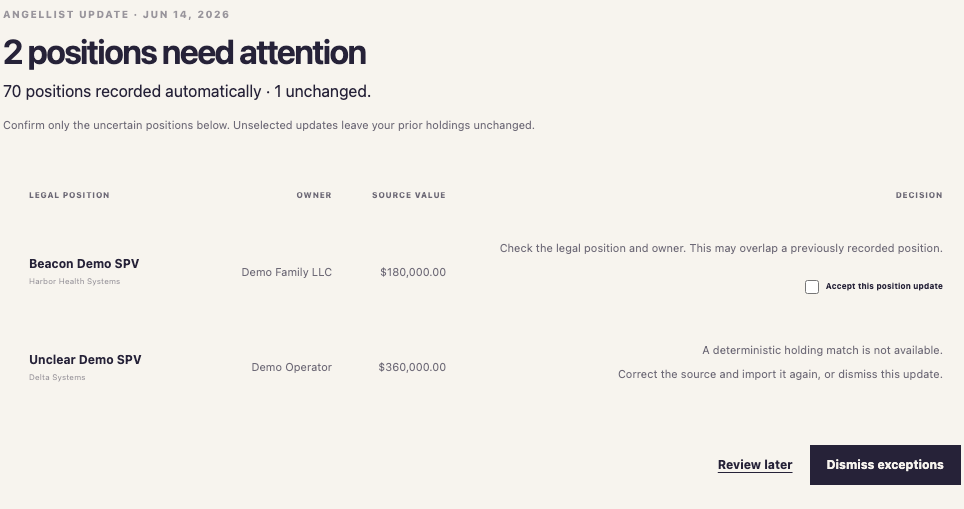 ANGELLIST UPDATE · JUN 14, 2026
2 positions need attention
70 positions recorded automatically · 1 unchanged.
Confirm only the uncertain positions below. Unselected updates leave your prior holdings unchanged.
LEGAL POSITION OWNER SOURCE VALUE DECISION
Check the legal position and owner. This may overlap a previously recorded position.
Beacon Demo SPV
Harbor Health Systems
Demo Family LLC $180,000.00
Accept this position update
Unclear Demo SPV
Delta Systems
Demo Operator $360,000.00
A deterministic holding match is not available.
Correct the source and import it again, or dismiss this update.
Review later Dismiss exceptions